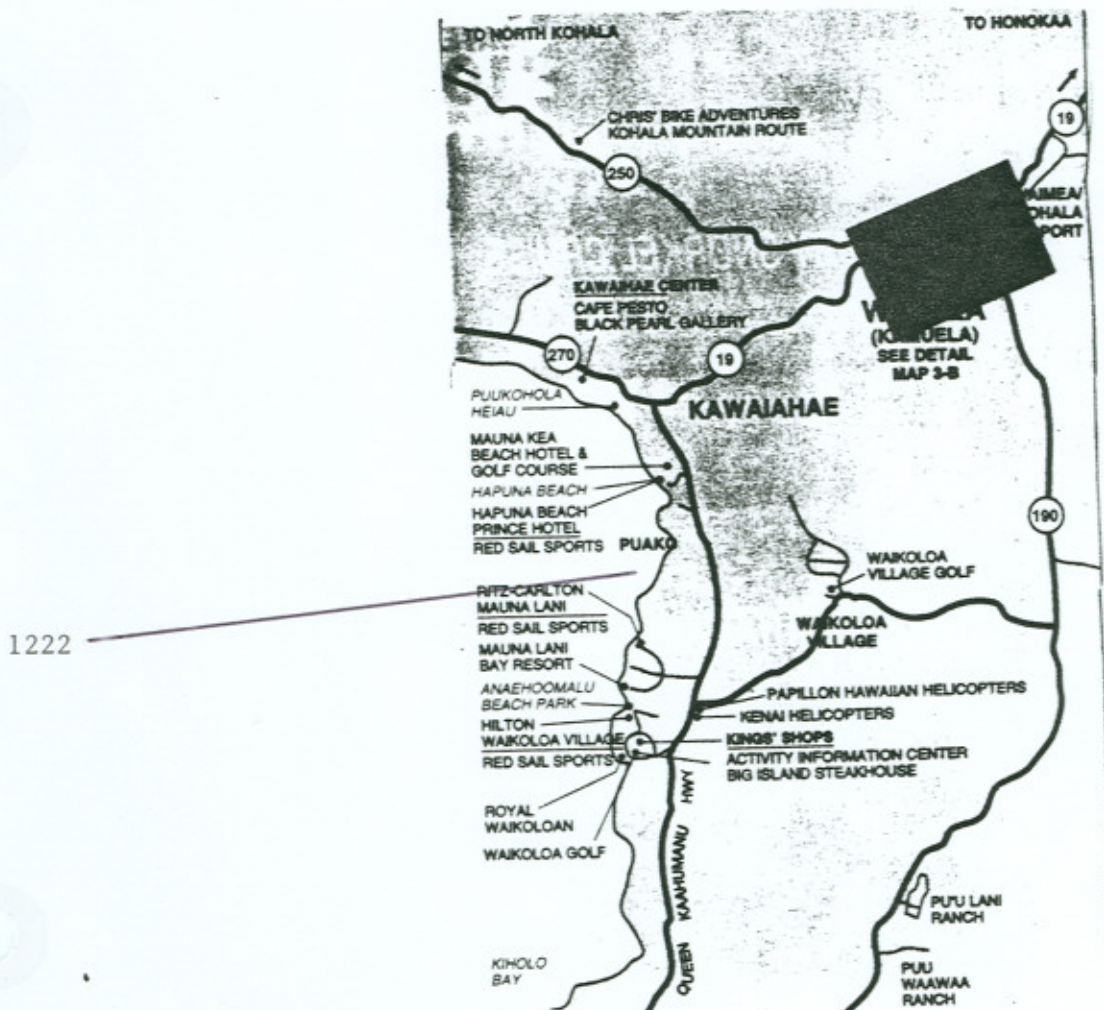 TO NORTH KOHALA
TO HONOKAA
CHRIS' BIKE ADVENTURES
KOHALA MOUNTAIN ROUTE
19
250
PORT
KAWAIHAE CENTER
CAFE PESTO
BLACK PEARL GALLERY
(KAMUELA)
SEE DETAIL
MAP 3-B
270
19
PUUKOHOLA
HEIAU
KAWAIAHAE
MAUNA KEA
BEACH HOTEL &
GOLF COURSE
HAPUNA BEACH
HAPUNA BEACH
PRINCE HOTEL
RED SAIL SPORTS
PUAKO
190
WAIKOLOA
VILLAGE GOLF
RITZ-CARLTON
MAUNA LANI
RED SAIL SPORTS
WAIKOLOA
VILLAGE
1222
MAUNA LANI
BAY RESORT
ANAEHOOMALU
BEACH PARK
PAPILLON HAWAIIAN HELICOPTERS
KENAI HELICOPTERS
HILTON
WAIKOLOA VILLAGE
RED SAIL SPORTS
KINGS' SHOPS
ACTIVITY INFORMATION CENTER
BIG ISLAND STEAKHOUSE
ROYAL
WAIKOLOAN
WAIKOLOA GOLF
QUEEN KAAHUMANU HWY
PU'U LANI
RANCH
KIHOLO
BAY
PUU
WAAWAA
RANCH